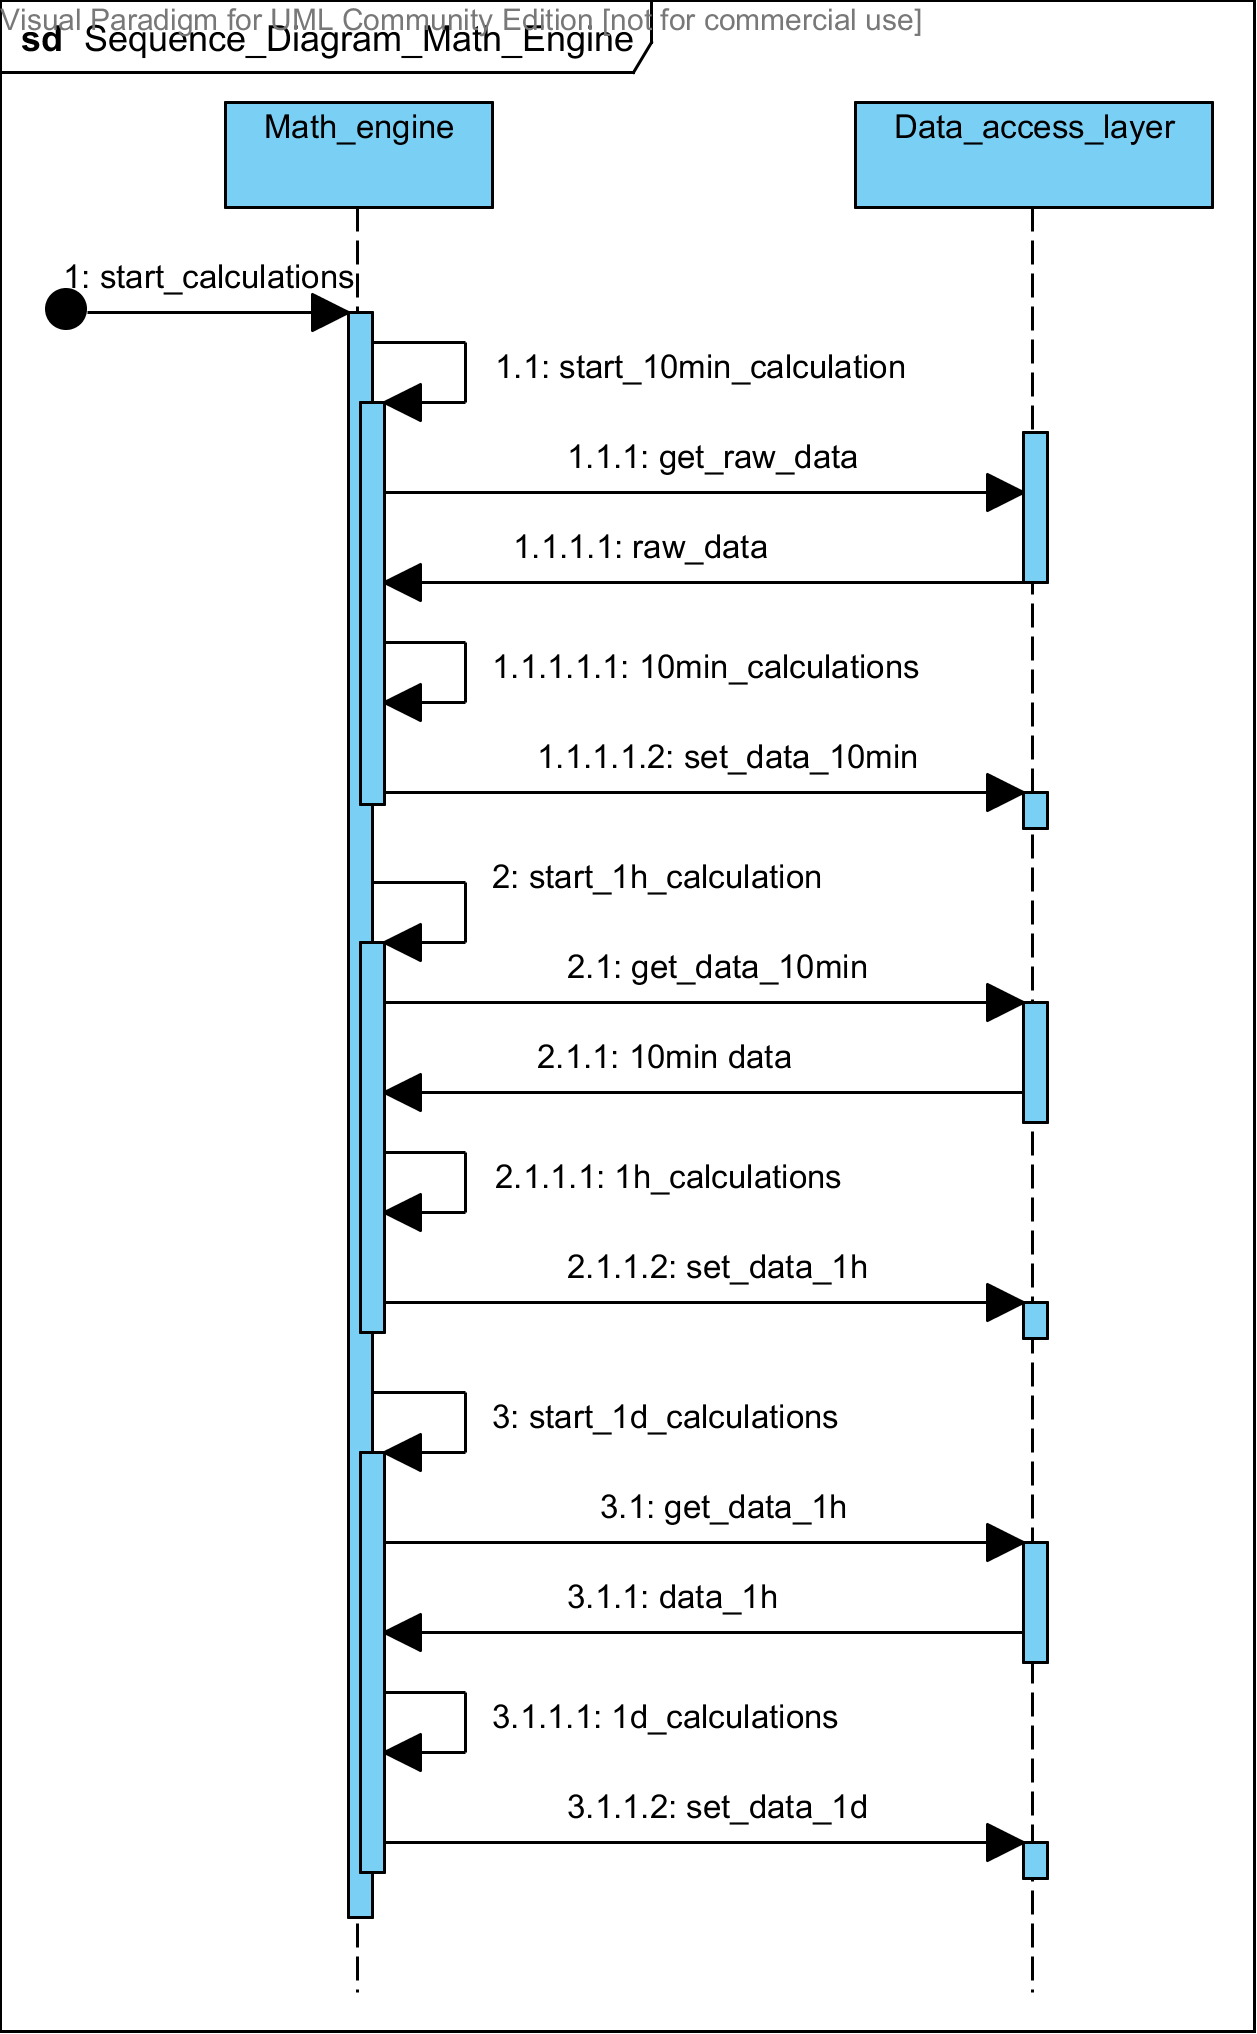 Visual Paradigm for UML Community Edition [not for commercial use]
sd Sequence_Diagram_Math_Engine
Math_engine
Data_access_layer
1: start_calculations
1.1: start_10min_calculation
1.1.1: get_raw_data
1.1.1.1: raw_data
1.1.1.1.1: 10min_calculations
1.1.1.1.2: set_data_10min
2: start_1h_calculation
2.1: get_data_10min
2.1.1: 10min data
2.1.1.1: 1h_calculations
2.1.1.2: set_data_1h
3: start_1d_calculations
3.1: get_data_1h
3.1.1: data_1h
3.1.1.1: 1d_calculations
3.1.1.2: set_data_1d